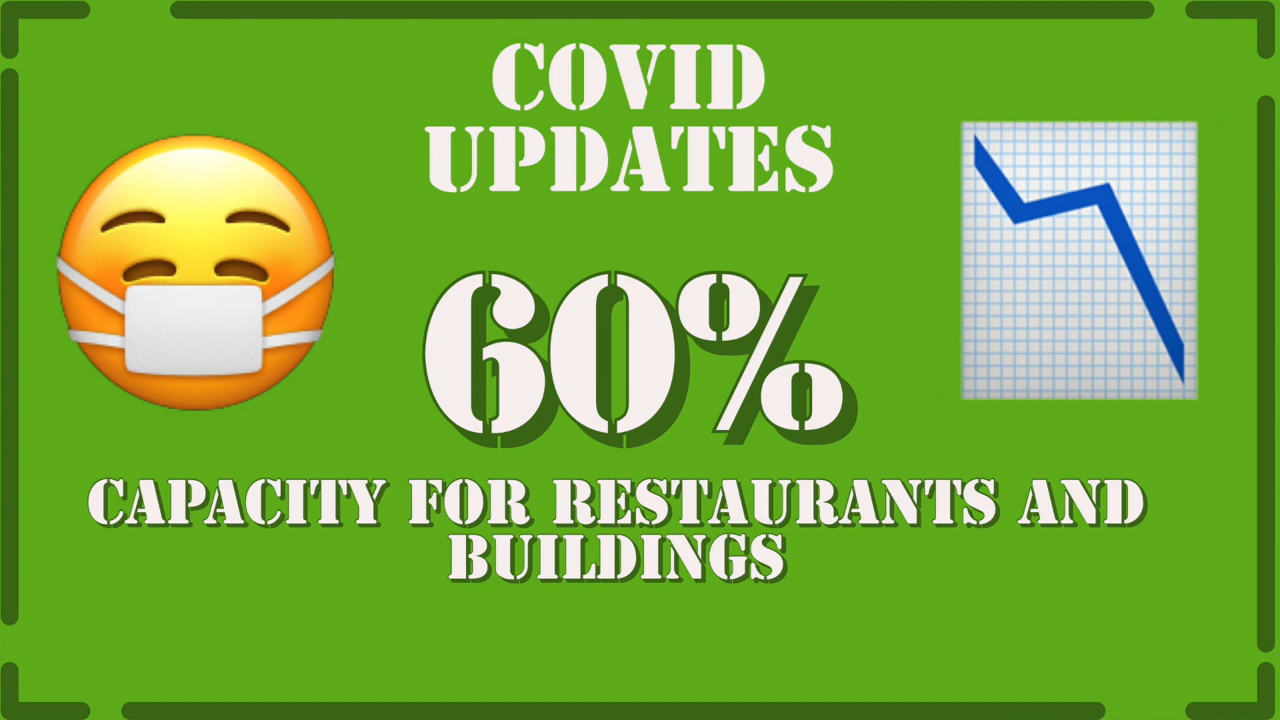 COVID
UPDATES
60%
CAPACITY FOR RESTAURANTS AND
BUILDINGS